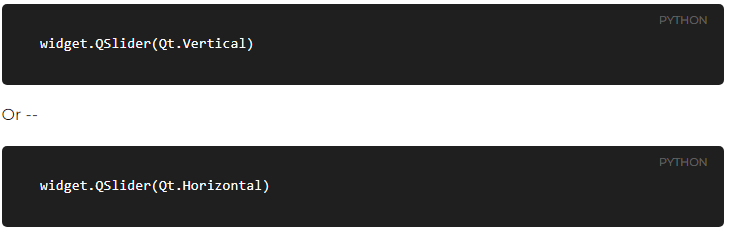 PYTHON
widget.QSlider(Qt.Vertical)
Or --
PYTHON
widget.QSlider(Qt.Horizontal)